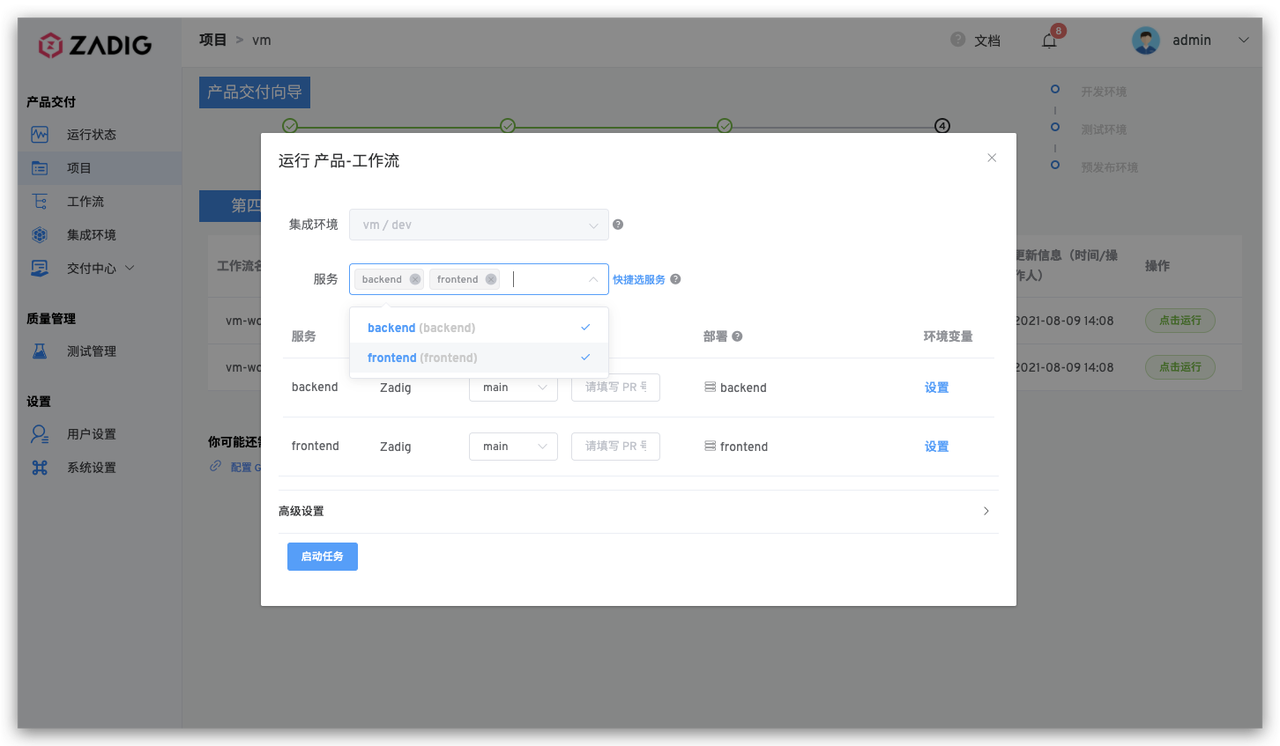 ZADIG
项目 > vm
文档
8
admin
产品交付
运行状态
项目
工作流
集成环境
交付中心
质量管理
测试管理
设置
用户设置
系统设置
产品交付向导
4
开发环境
测试环境
预发布环境
第四
工作流名
更新信息（时间/操
作人）
操作
vm-wo
2021-08-09 14:08
点击运行
vm-wo
2021-08-09 14:08
点击运行
你可能还需
配置 G
运行 产品-工作流
集成环境
vm / dev
服务
backend
frontend
快捷选服务
backend (backend)
frontend (frontend)
服务
部署
环境变量
backend
Zadig
main
请填写 PR 号
backend
设置
frontend
Zadig
main
请填写 PR 号
frontend
设置
高级设置
启动任务